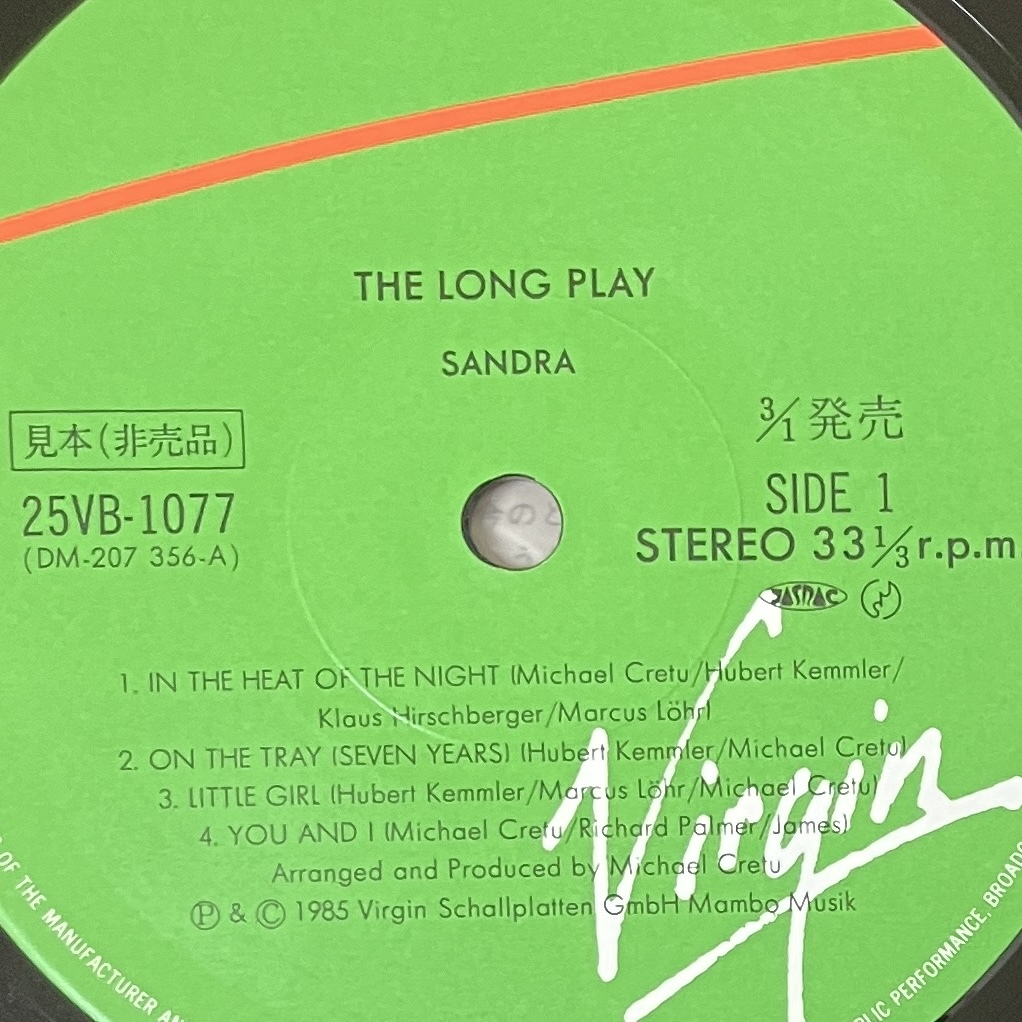 THE LONG PLAY
SANDRA
見本(非売品)
25VB-1077
(DM-207 356-A)
3/1 発売
SIDE 1
STEREO 33 1/3 r.p.m.
JASRAC
1. IN THE HEAT OF THE NIGHT (Michael Cretu/Hubert Kemmler/
Klaus Hirschberger/Marcus Löhr)
2. ON THE TRAY (SEVEN YEARS) (Hubert Kemmler/Michael Cretu)
3. LITTLE GIRL (Hubert Kemmler/Marcus Löhr/Michael Cretu)
4. YOU AND I (Michael Cretu/Richard Palmer/James)
Arranged and Produced by Michael Cretu
Ⓟ & © 1985 Virgin Schallplatten GmbH Mambo Musik
Virgin
OF THE MANUFACTURER
PERFORMANCE,